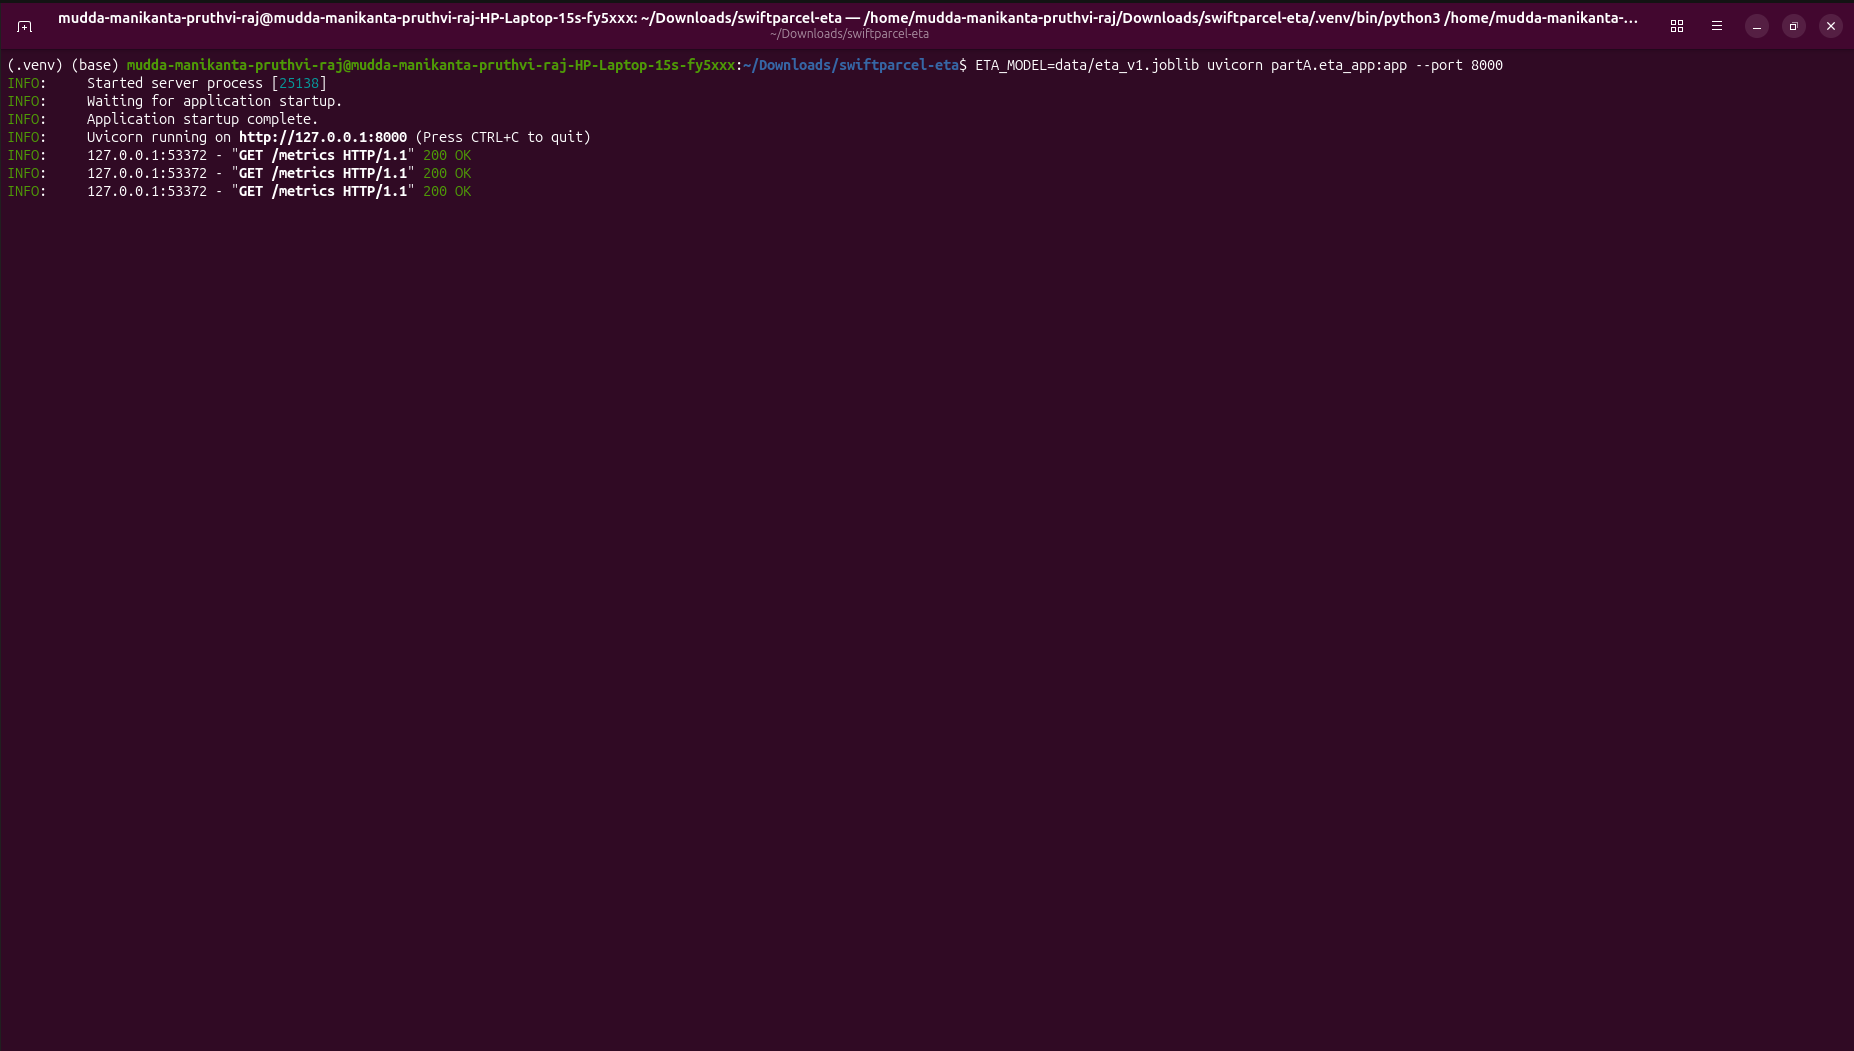 mudda-manikanta-pruthvi-raj@mudda-manikanta-pruthvi-raj-HP-Laptop-15s-fy5xxx: ~/Downloads/swiftparcel-eta — /home/mudda-manikanta-pruthvi-raj/Downloads/swiftparcel-eta/.venv/bin/python3 /home/mudda-manikanta-…
~/Downloads/swiftparcel-eta
(.venv) (base) mudda-manikanta-pruthvi-raj@mudda-manikanta-pruthvi-raj-HP-Laptop-15s-fy5xxx:~/Downloads/swiftparcel-eta$ ETA_MODEL=data/eta_v1.joblib uvicorn partA.eta_app:app --port 8000
INFO:     Started server process [25138]
INFO:     Waiting for application startup.
INFO:     Application startup complete.
INFO:     Uvicorn running on http://127.0.0.1:8000 (Press CTRL+C to quit)
INFO:     127.0.0.1:53372 - "GET /metrics HTTP/1.1" 200 OK
INFO:     127.0.0.1:53372 - "GET /metrics HTTP/1.1" 200 OK
INFO:     127.0.0.1:53372 - "GET /metrics HTTP/1.1" 200 OK